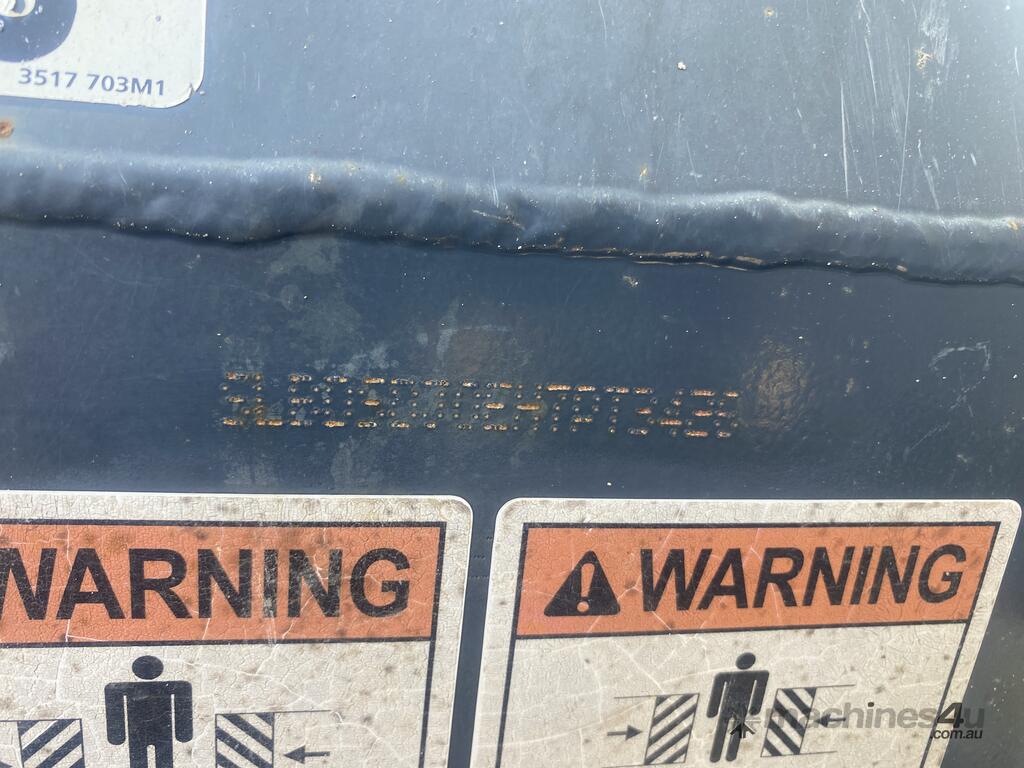 3517 703M1
WARNING
WARNING
machines4u
.com.au